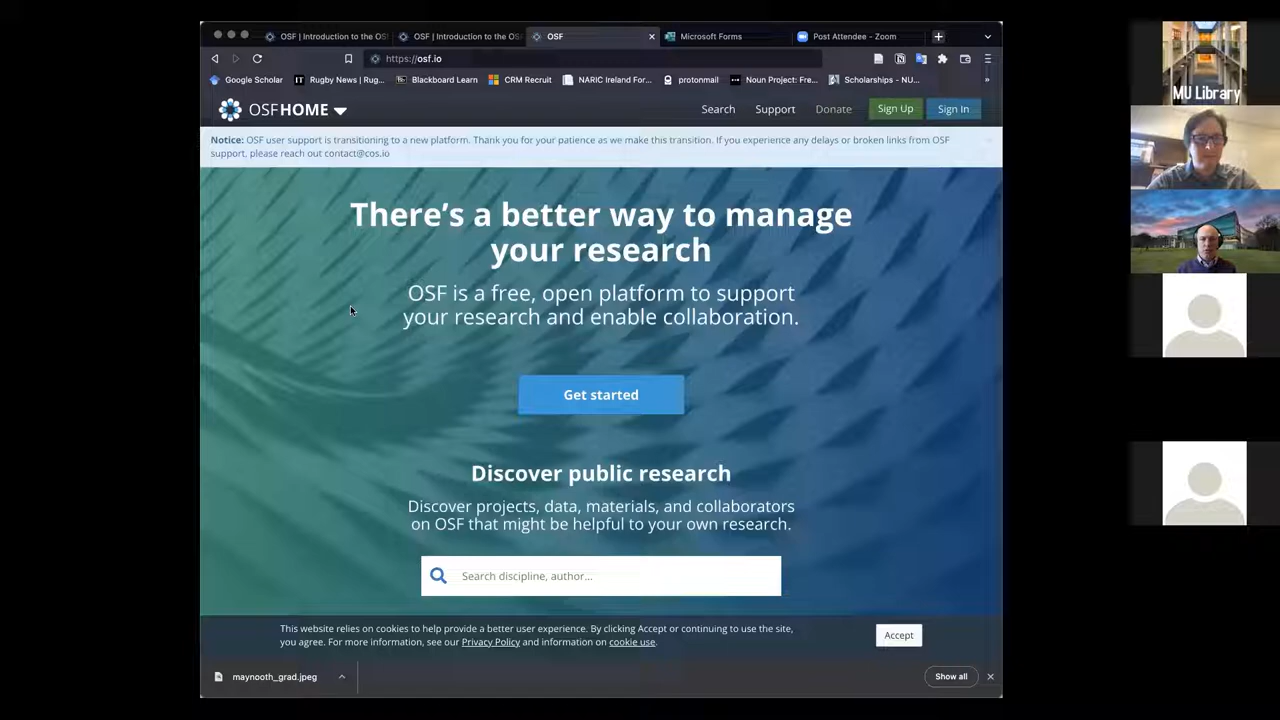 OSF | Introduction to the OS
OSF | Introduction to the OS
OSF
Microsoft Forms
Post Attendee - Zoom
https://osf.io
Google Scholar
Rugby News | Rug...
Blackboard Learn
CRM Recruit
NARIC Ireland For...
protonmail
Noun Project: Fre...
Scholarships - NU...
»
MU Library
OSFHOME
Search
Support
Donate
Sign Up
Sign In
Notice: OSF user support is transitioning to a new platform. Thank you for your patience as we make this transition. If you experience any delays or broken links from OSF
support, please reach out contact@cos.io
There's a better way to manage
your research
OSF is a free, open platform to support
your research and enable collaboration.
Get started
Discover public research
Discover projects, data, materials, and collaborators
on OSF that might be helpful to your own research.
Search discipline, author...
This website relies on cookies to help provide a better user experience. By clicking Accept or continuing to use the site,
you agree. For more information, see our Privacy Policy and information on cookie use.
Accept
maynooth_grad.jpeg
Show all